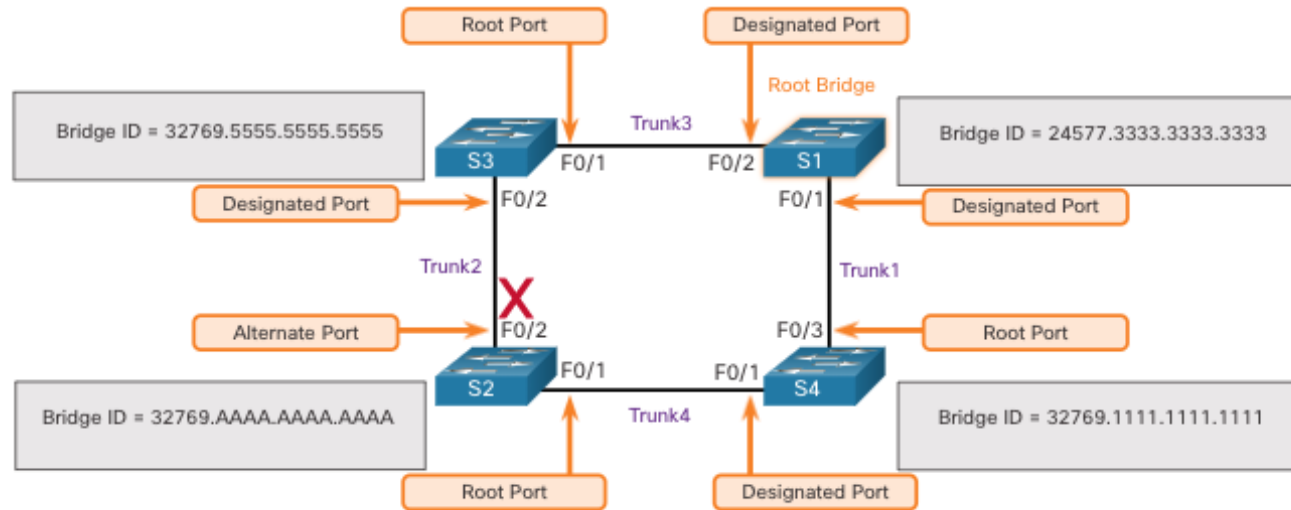 Root Port
Designated Port
Root Bridge
Bridge ID = 32769.5555.5555.5555
Trunk3
Bridge ID = 24577.3333.3333.3333
S3
F0/1
F0/2
S1
Designated Port
F0/2
F0/1
Designated Port
Trunk2
Trunk1
Alternate Port
F0/2
F0/3
Root Port
S2
F0/1
F0/1
S4
Bridge ID = 32769.AAAA.AAAA.AAAA
Trunk4
Bridge ID = 32769.1111.1111.1111
Root Port
Designated Port